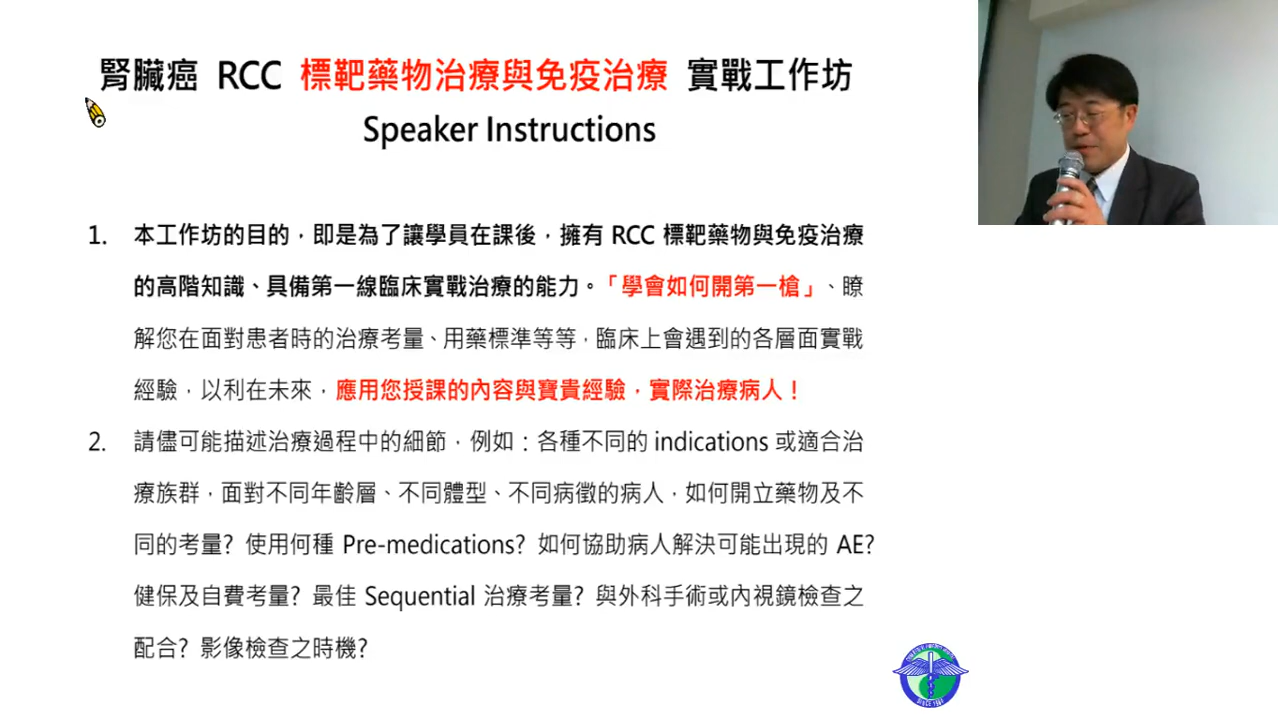 腎臟癌 RCC 標靶藥物治療與免疫治療 實戰工作坊
Speaker Instructions
1. 本工作坊的目的，即是為了讓學員在課後，擁有 RCC 標靶藥物與免疫治療
的高階知識、具備第一線臨床實戰治療的能力。「學會如何開第一槍」、瞭
解您在面對患者時的治療考量、用藥標準等等，臨床上會遇到的各層面實戰
經驗，以利在未來，應用您授課的內容與寶貴經驗，實際治療病人！
2. 請儘可能描述治療過程中的細節，例如：各種不同的 indications 或適合治
療族群，面對不同年齡層、不同體型、不同病徵的病人，如何開立藥物及不
同的考量? 使用何種 Pre-medications? 如何協助病人解決可能出現的 AE?
健保及自費考量? 最佳 Sequential 治療考量? 與外科手術或內視鏡檢查之
配合? 影像檢查之時機?